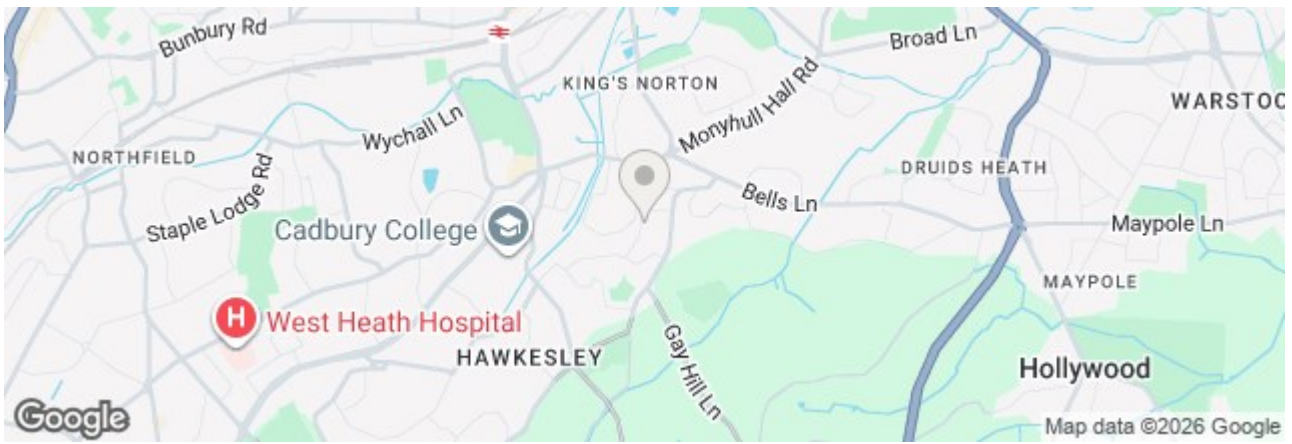 Bunbury Rd
Broad Ln
KING'S NORTON
WARSTOC
Monyhull Hall Rd
Wychall Ln
NORTHFIELD
DRUIDS HEATH
Staple Lodge Rd
Bells Ln
Cadbury College
Maypole Ln
MAYPOLE
H
West Heath Hospital
HAWKESLEY
Gay Hill Ln
Hollywood
Google
Map data ©2026 Google